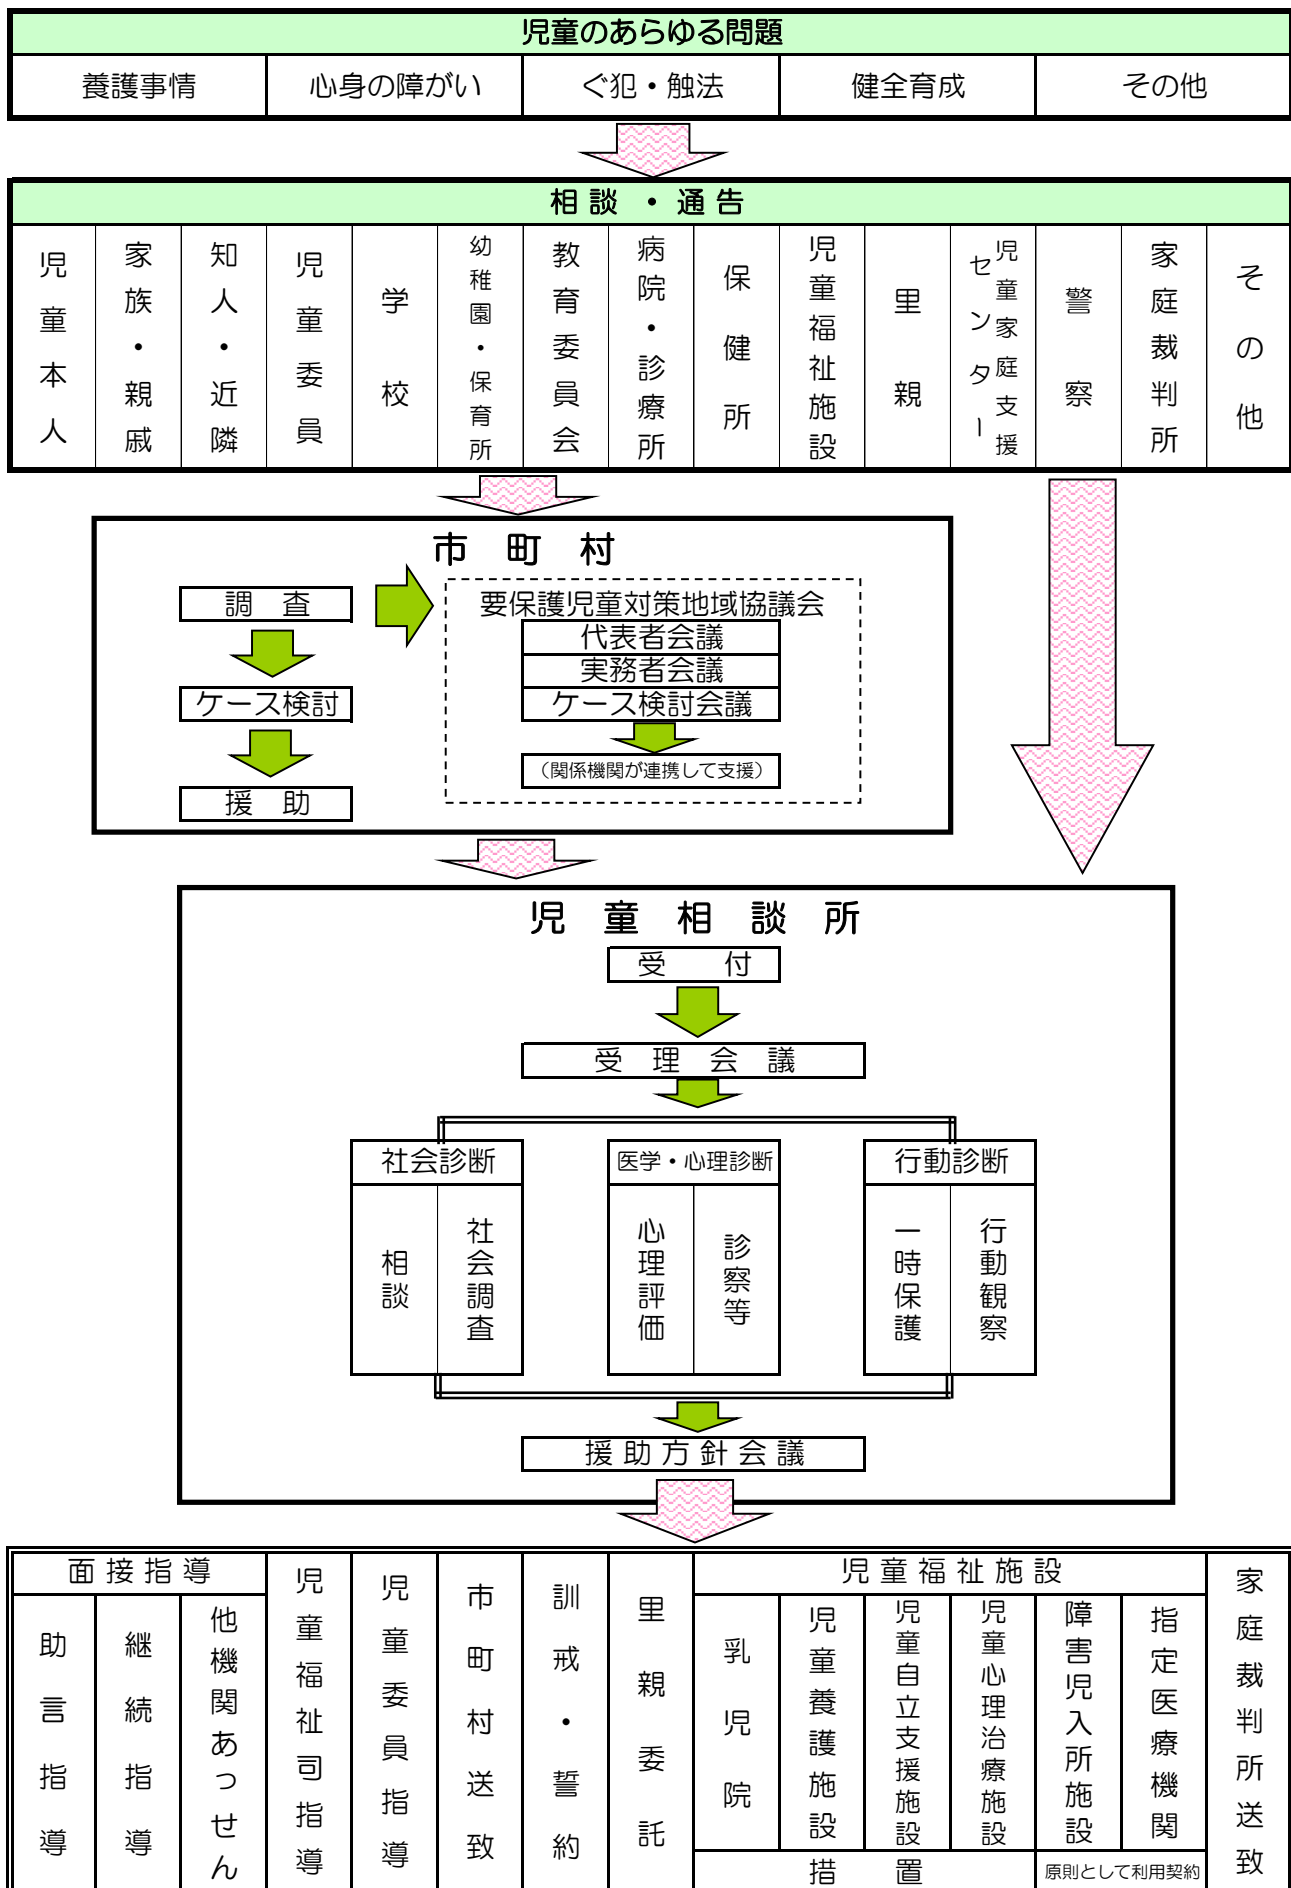 児童のあらゆる問題
養護事情
心身の障がい
ぐ犯・触法
健全育成
その他
相談・通告
児童本人
家族・親戚
知人・近隣
児童委員
学校
幼稚園・保育所
教育委員会
病院・診療所
保健所
児童福祉施設
里親
児童家庭支援
センター
警察
家庭裁判所
その他
市町村
調査
要保護児童対策地域協議会
代表者会議
実務者会議
ケース検討
ケース検討会議
(関係機関が連携して支援)
援助
児童相談所
受付
受理会議
社会診断
医学・心理診断
行動診断
相談
社会調査
心理評価
診察等
一時保護
行動観察
援助方針会議
面接指導
助言指導
継続指導
他機関あっせん
児童福祉司指導
児童委員指導
市町村送致
訓戒・誓約
里親委託
児童福祉施設
乳児院
児童養護施設
児童自立支援施設
児童心理治療施設
障害児入所施設
指定医療機関
措置
原則として利用契約
家庭裁判所送致